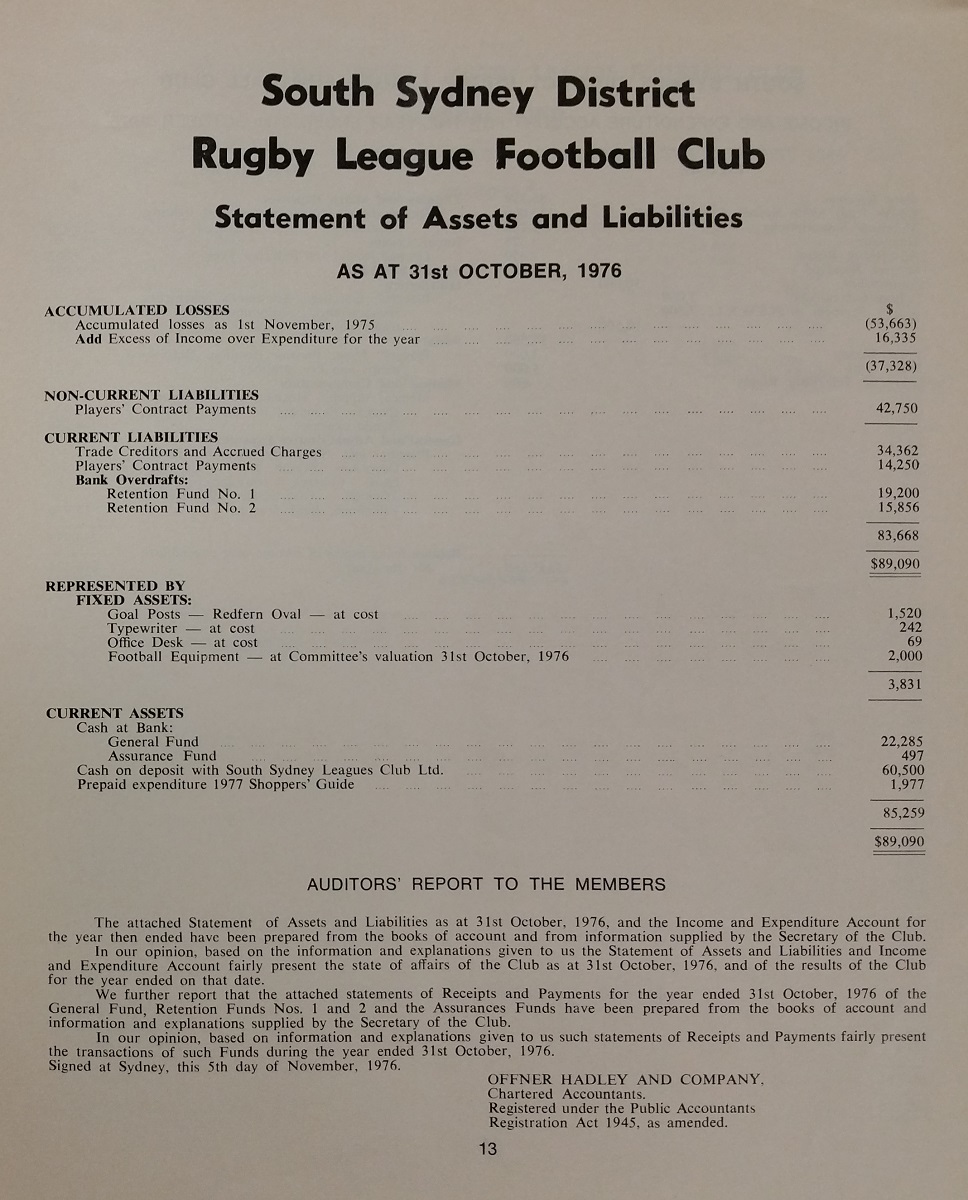 South Sydney District
Rugby League Football Club
Statement of Assets and Liabilities
AS AT 31st OCTOBER, 1976
ACCUMULATED LOSSES $
Accumulated losses as 1st November, 1975 (53,663)
Add Excess of Income over Expenditure for the year 16,335
(37,328)
NON-CURRENT LIABILITIES
Players' Contract Payments 42,750
CURRENT LIABILITIES
Trade Creditors and Accrued Charges 34,362
Players' Contract Payments 14,250
Bank Overdrafts:
Retention Fund No. 1 19,200
Retention Fund No. 2 15,856
83,668
$89,090
REPRESENTED BY
FIXED ASSETS:
Goal Posts — Redfern Oval — at cost 1,520
Typewriter — at cost 242
Office Desk — at cost 69
Football Equipment — at Committee's valuation 31st October, 1976 2,000
3,831
CURRENT ASSETS
Cash at Bank:
General Fund 22,285
Assurance Fund 497
Cash on deposit with South Sydney Leagues Club Ltd. 60,500
Prepaid expenditure 1977 Shoppers' Guide 1,977
85,259
$89,090
AUDITORS' REPORT TO THE MEMBERS
The attached Statement of Assets and Liabilities as at 31st October, 1976, and the Income and Expenditure Account for
the year then ended have been prepared from the books of account and from information supplied by the Secretary of the Club.
In our opinion, based on the information and explanations given to us the Statement of Assets and Liabilities and Income
and Expenditure Account fairly present the state of affairs of the Club as at 31st October, 1976, and of the results of the Club
for the year ended on that date.
We further report that the attached statements of Receipts and Payments for the year ended 31st October, 1976 of the
General Fund, Retention Funds Nos. 1 and 2 and the Assurances Funds have been prepared from the books of account and
information and explanations supplied by the Secretary of the Club.
In our opinion, based on information and explanations given to us such statements of Receipts and Payments fairly present
the transactions of such Funds during the year ended 31st October, 1976.
Signed at Sydney, this 5th day of November, 1976.
OFFNER HADLEY AND COMPANY,
Chartered Accountants.
Registered under the Public Accountants
Registration Act 1945, as amended.
13